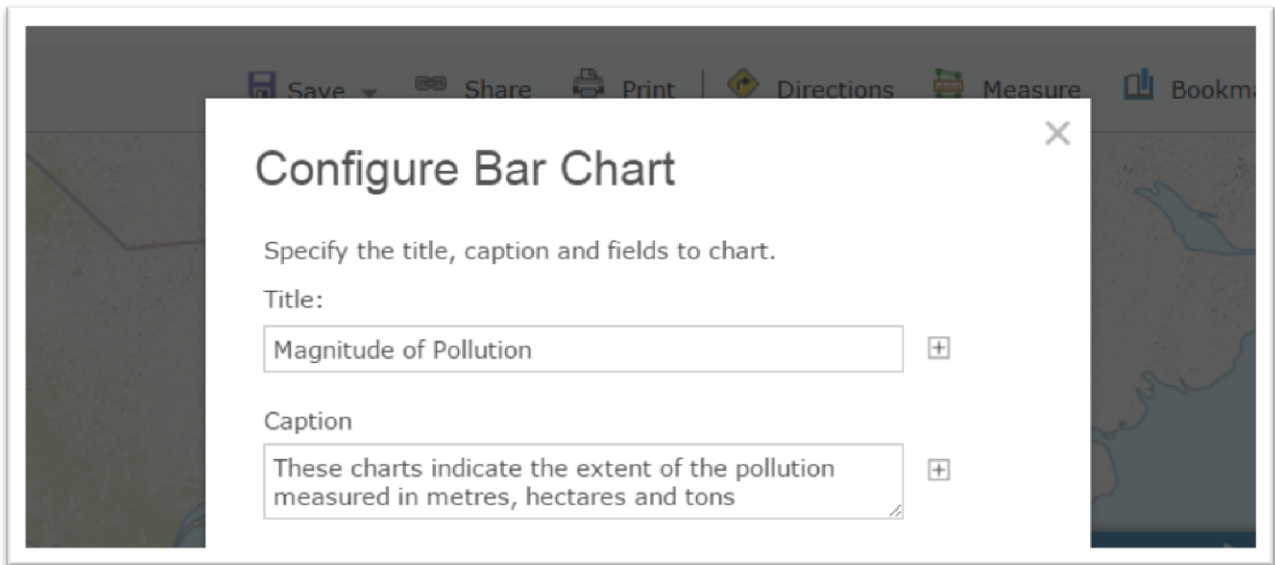 Save Share Print Directions Measure
Configure Bar Chart
Specify the title, caption and fields to chart.
Title:
Magnitude of Pollution
Caption
These charts indicate the extent of the pollution
measured in metres, hectares and tons